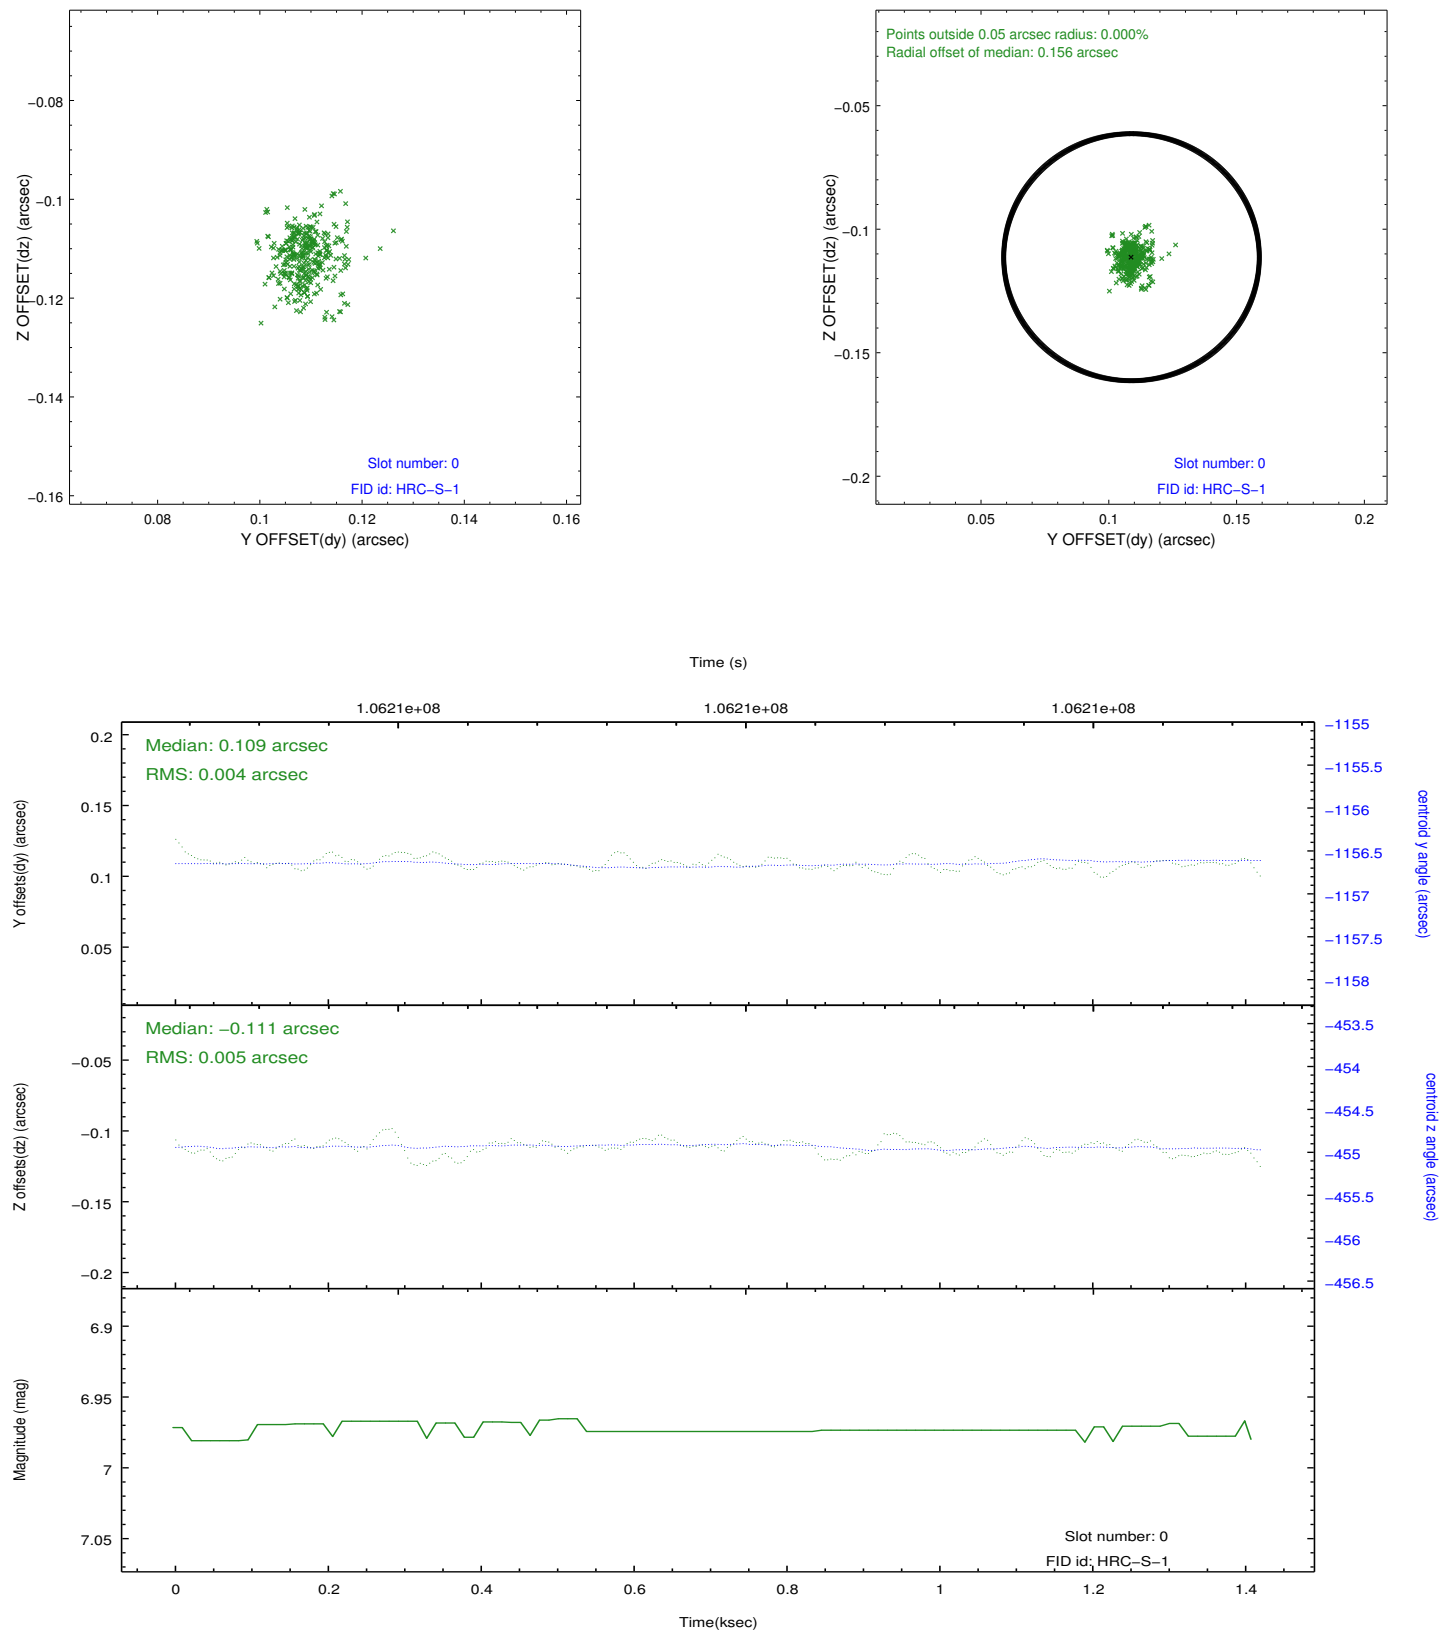 Points outside 0.05 arcsec radius: 0.000%
Radial offset of median: 0.156 arcsec
−0.08
−0.1
−0.12
−0.14
−0.16
Z OFFSET(dz) (arcsec)
Slot number: 0
FID id: HRC−S−1
0.08 0.1 0.12 0.14 0.16
Y OFFSET(dy) (arcsec)
−0.05
−0.1
−0.15
−0.2
Z OFFSET(dz) (arcsec)
Slot number: 0
FID id: HRC−S−1
0.05 0.1 0.15 0.2
Y OFFSET(dy) (arcsec)
Time (s)
1.0621e+08 1.0621e+08 1.0621e+08
Median: 0.109 arcsec
RMS: 0.004 arcsec
0.2
0.15
0.1
0.05
Y offsets(dy) (arcsec)
−1155
−1155.5
−1156
−1156.5
−1157
−1157.5
−1158
centroid y angle (arcsec)
Median: −0.111 arcsec
RMS: 0.005 arcsec
−0.05
−0.1
−0.15
−0.2
Z offsets(dz) (arcsec)
−453.5
−454
−454.5
−455
−455.5
−456
−456.5
centroid z angle (arcsec)
6.9
6.95
7
7.05
Magnitude (mag)
Slot number: 0
FID id: HRC−S−1
0 0.2 0.4 0.6 0.8 1 1.2 1.4
Time(ksec)